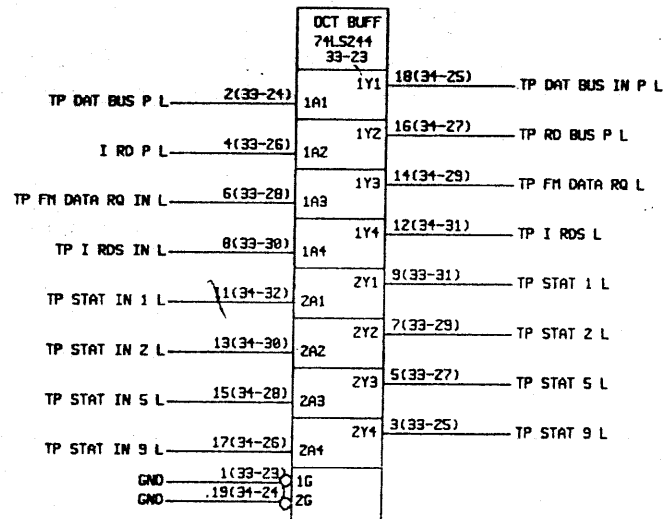 OCT BUFF
74LS244
33-23
TP DAT BUS P L 2(33-24) 1A1 1Y1 18(34-25) TP DAT BUS IN P L
I RD P L 4(33-26) 1A2 1Y2 16(34-27) TP RD BUS P L
TP FM DATA RQ IN L 6(33-28) 1A3 1Y3 14(34-29) TP FM DATA RQ L
TP I RDS IN L 8(33-30) 1A4 1Y4 12(34-31) TP I RDS L
TP STAT IN 1 L 11(34-32) 2A1 2Y1 9(33-31) TP STAT 1 L
TP STAT IN 2 L 13(34-30) 2A2 2Y2 7(33-29) TP STAT 2 L
TP STAT IN 5 L 15(34-28) 2A3 2Y3 5(33-27) TP STAT 5 L
TP STAT IN 9 L 17(34-26) 2A4 2Y4 3(33-25) TP STAT 9 L
GND 1(33-23) 1G
GND .19(34-24) 2G